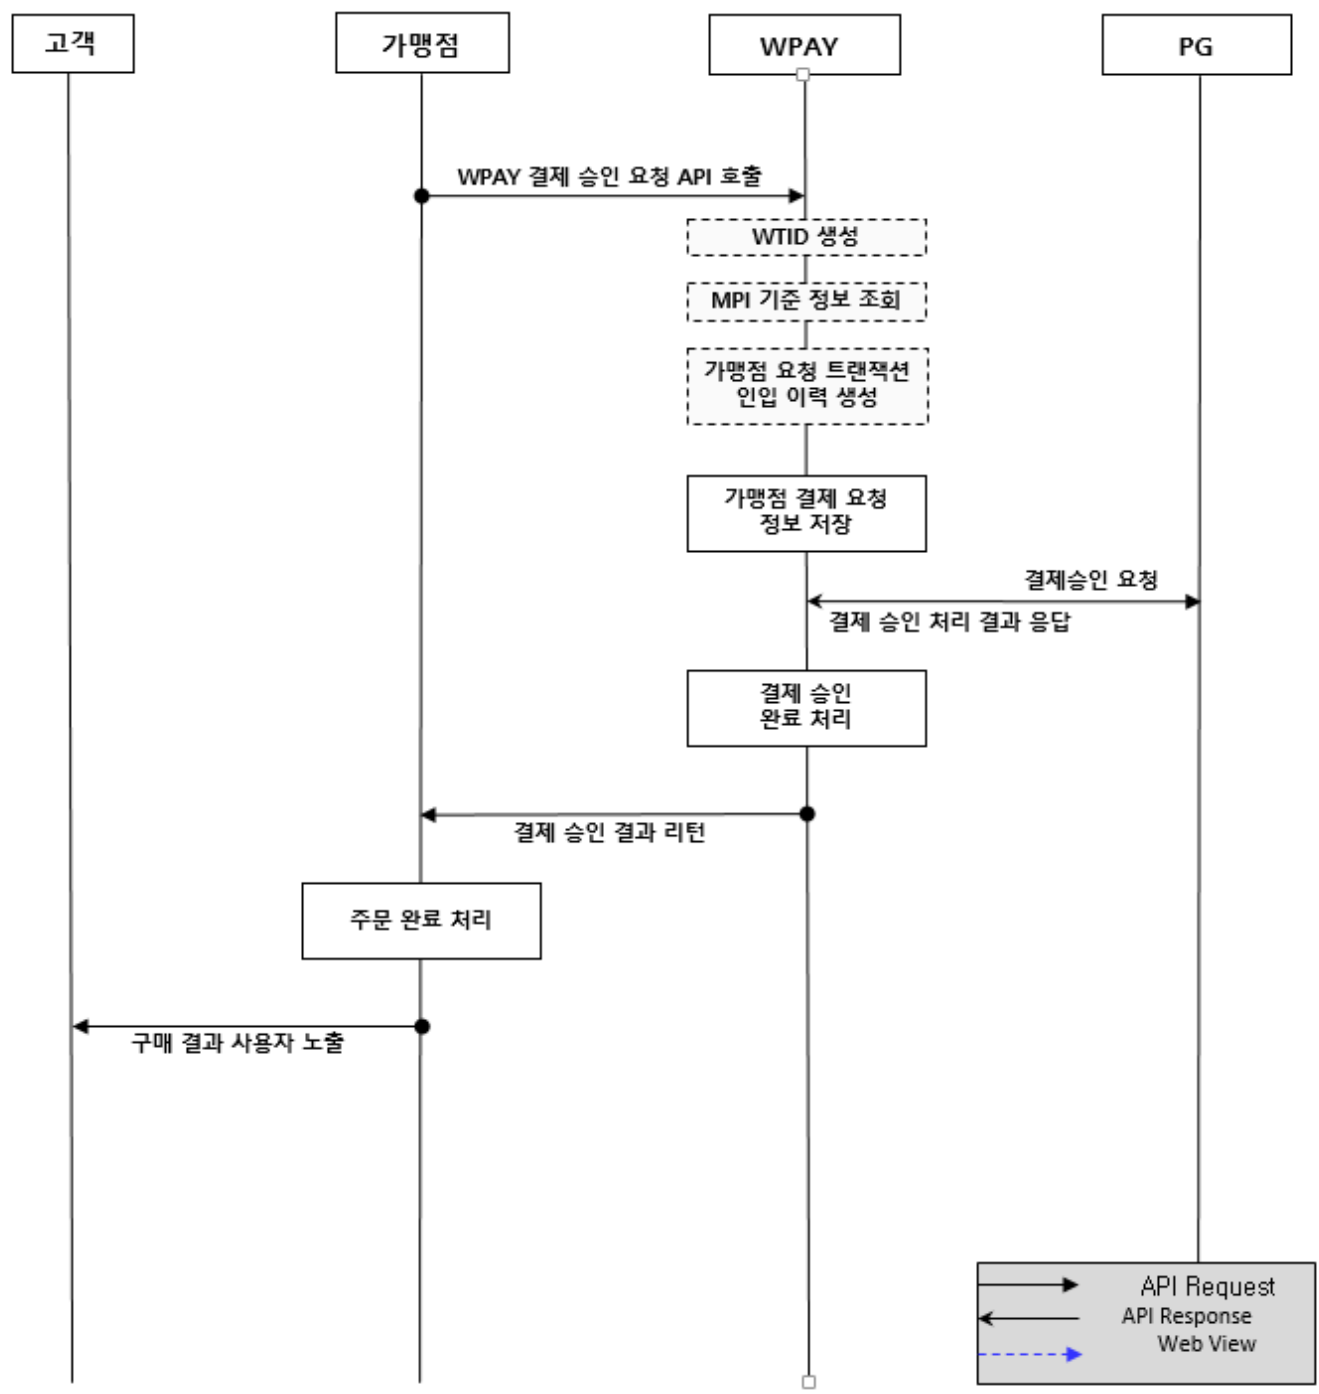 고객
가맹점
WPAY
PG
WPAY 결제 승인 요청 API 호출
WTID 생성
MPI 기준 정보 조회
가맹점 요청 트랜잭션
인입 이력 생성
가맹점 결제 요청
정보 저장
결제승인 요청
결제 승인 처리 결과 응답
결제 승인
완료 처리
결제 승인 결과 리턴
주문 완료 처리
구매 결과 사용자 노출
API Request
API Response
Web View